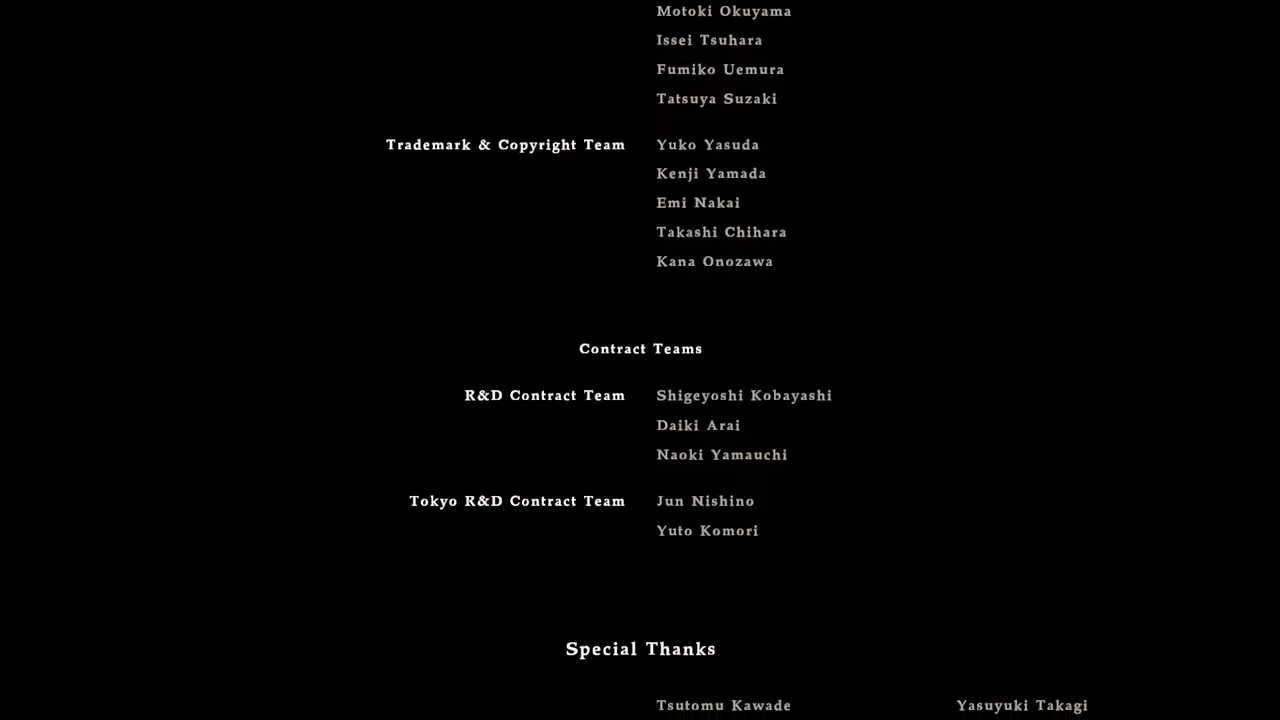 Motoki Okuyama
Issei Tsuhara
Fumiko Uemura
Tatsuya Suzaki
Trademark & Copyright Team Yuko Yasuda
Kenji Yamada
Emi Nakai
Takashi Chihara
Kana Onozawa
Contract Teams
R&D Contract Team Shigeyoshi Kobayashi
Daiki Arai
Naoki Yamauchi
Tokyo R&D Contract Team Jun Nishino
Yuto Komori
Special Thanks
Tsutomu Kawade Yasuyuki Takagi